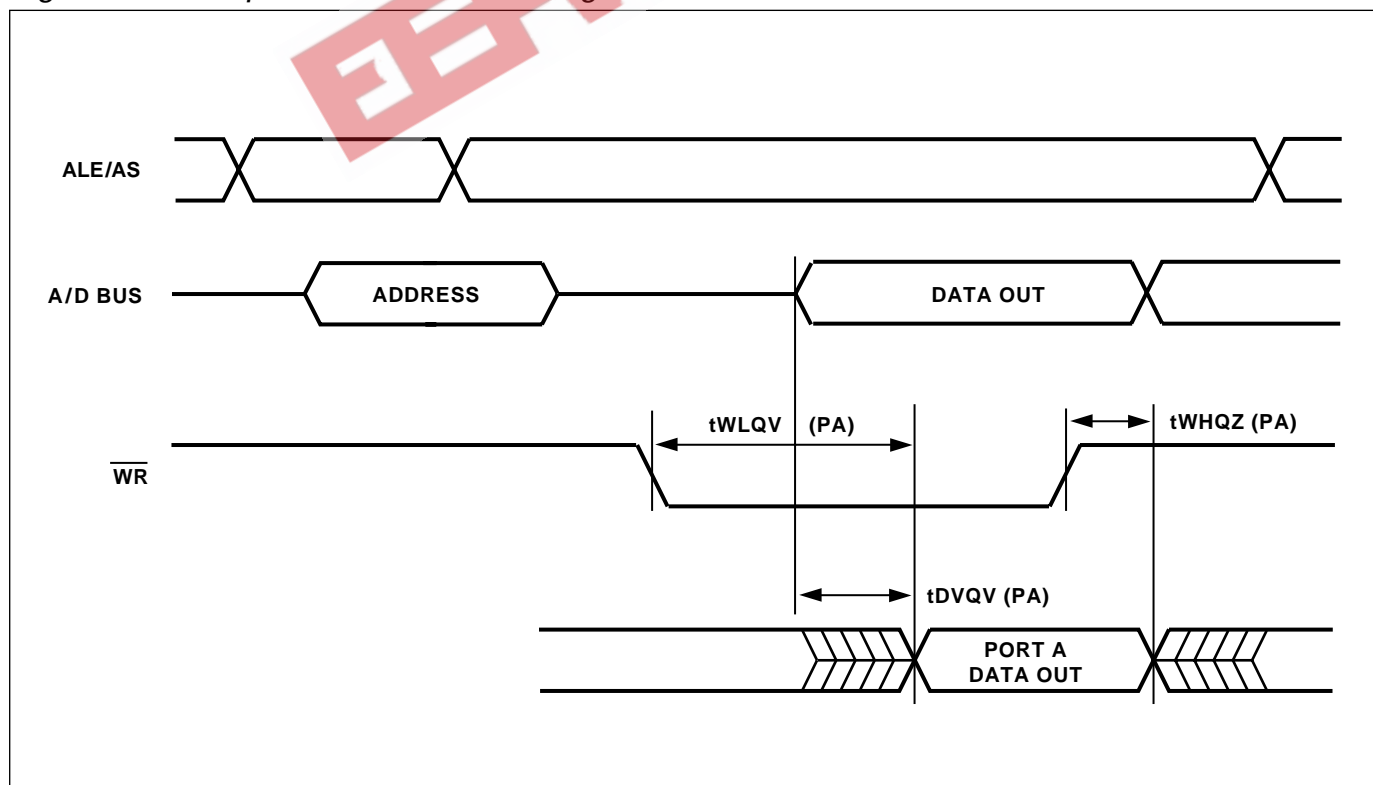 ALE/AS
A/D BUS
ADDRESS
DATA OUT
tWLQV (PA)
tWHQZ (PA)
WR
tDVQV (PA)
PORT A
DATA OUT